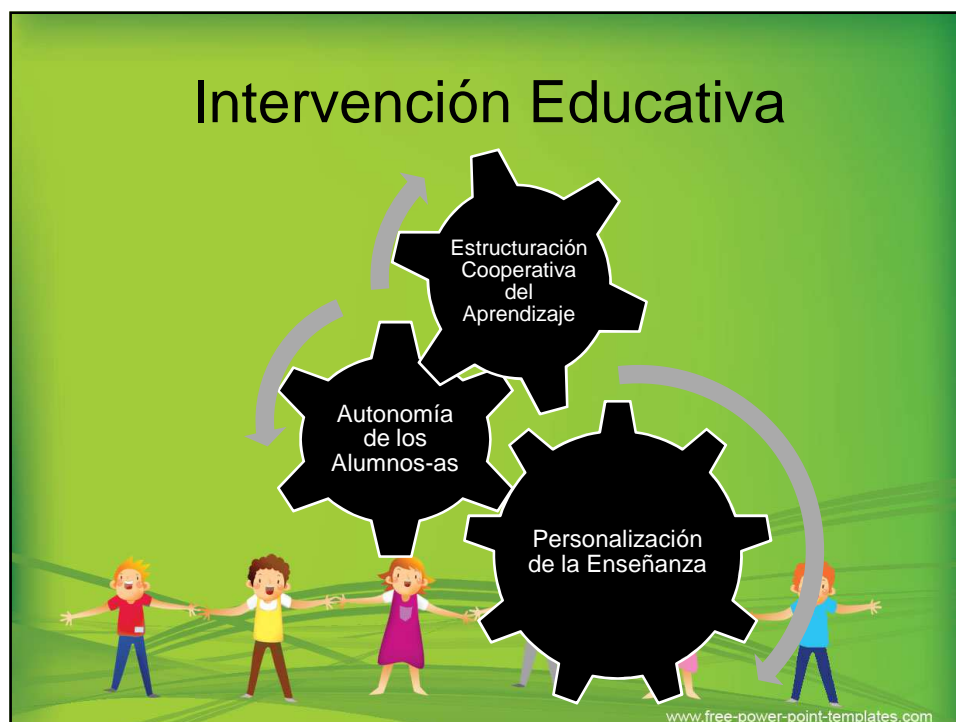 Intervención Educativa
Estructuración
Cooperativa
del
Aprendizaje
Autonomía
de los
Alumnos-as
Personalización
de la Enseñanza
www.free-power-point-templates.com